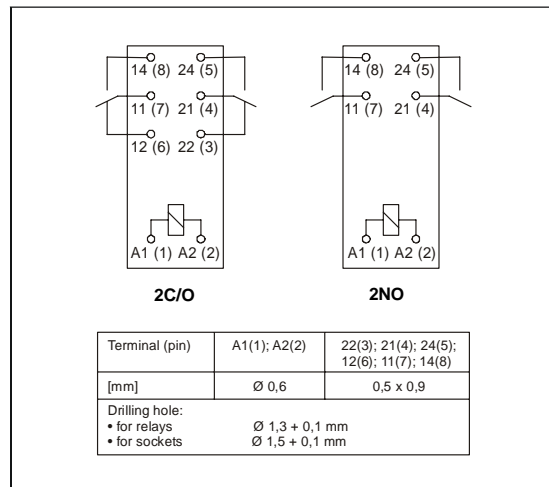 14 (8) 24 (5)
11 (7) 21 (4)
12 (6) 22 (3)
A1 (1) A2 (2)
2C/O
14 (8) 24 (5)
11 (7) 21 (4)
A1 (1) A2 (2)
2NO
Terminal (pin) A1(1); A2(2) 22(3); 21(4); 24(5);
12(6); 11(7); 14(8)
[mm] Ø 0,6 0,5 x 0,9
Drilling hole:
• for relays Ø 1,3 + 0,1 mm
• for sockets Ø 1,5 + 0,1 mm